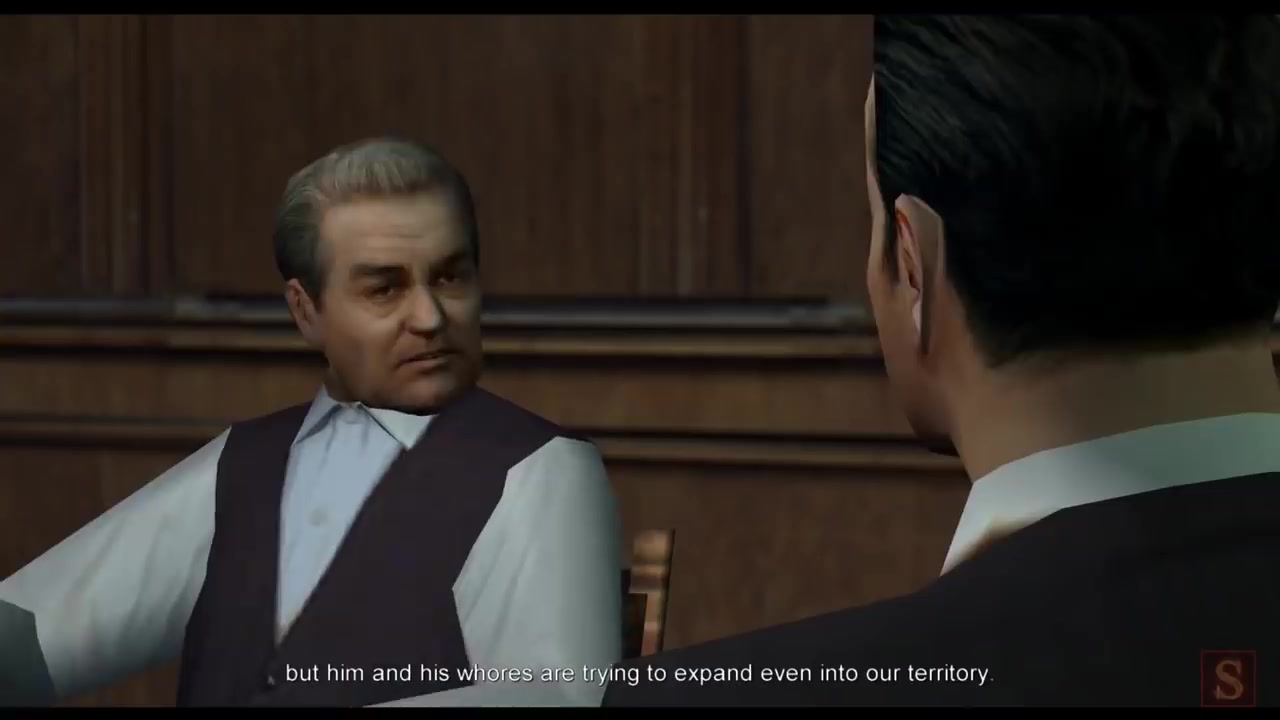 but him and his whores are trying to expand even into our territory.
S